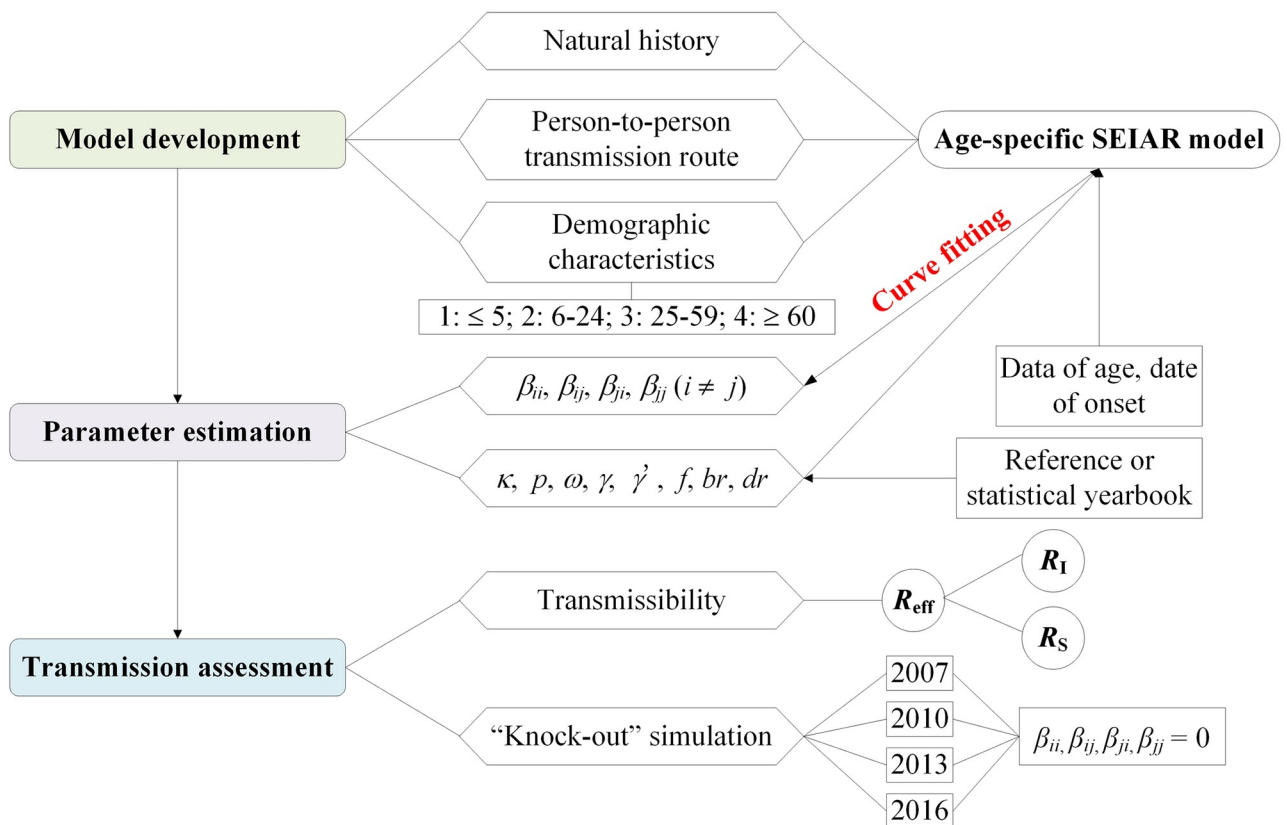 Natural history
Model development
Person-to-person
transmission route
Age-specific SEIAR model
Demographic
characteristics
1: ≤ 5; 2: 6-24; 3: 25-59; 4: ≥ 60
Curve fitting
Data of age, date
of onset
Parameter estimation
βii, βij, βji, βjj (i ≠ j)
κ, p, ω, γ, γ’ , f, br, dr
Reference or
statistical yearbook
Transmission assessment
Transmissibility
Reff
RI
RS
“Knock-out” simulation
2007
2010
2013
2016
βii, βij, βji, βjj = 0